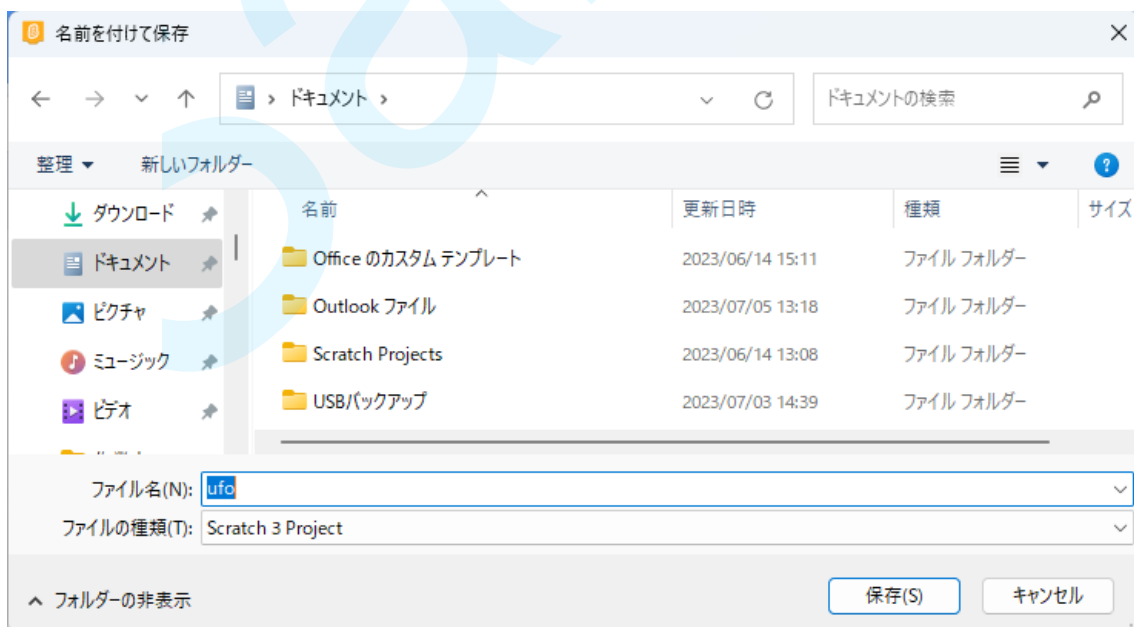 名前を付けて保存
ドキュメント
ドキュメントの検索
整理
新しいフォルダー
名前 更新日時 種類 サイズ
ダウンロード
ドキュメント
ピクチャ
ミュージック
ビデオ
Office のカスタム テンプレート 2023/06/14 15:11 ファイル フォルダー
Outlook ファイル 2023/07/05 13:18 ファイル フォルダー
Scratch Projects 2023/06/14 13:08 ファイル フォルダー
USBバックアップ 2023/07/03 14:39 ファイル フォルダー
ファイル名(N): ufo
ファイルの種類(T): Scratch 3 Project
フォルダーの非表示
保存(S)
キャンセル